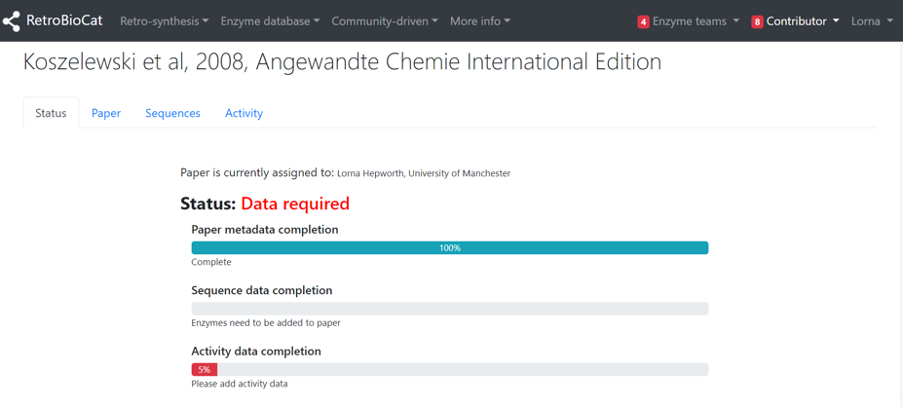 RetroBioCat Retro-synthesis Enzyme database Community-driven More info 4 Enzyme teams 8 Contributor Lorna
Koszelewski et al, 2008, Angewandte Chemie International Edition
Status Paper Sequences Activity
Paper is currently assigned to: Lorna Hepworth, University of Manchester
Status: Data required
Paper metadata completion
100%
Complete
Sequence data completion
Enzymes need to be added to paper
Activity data completion
5%
Please add activity data